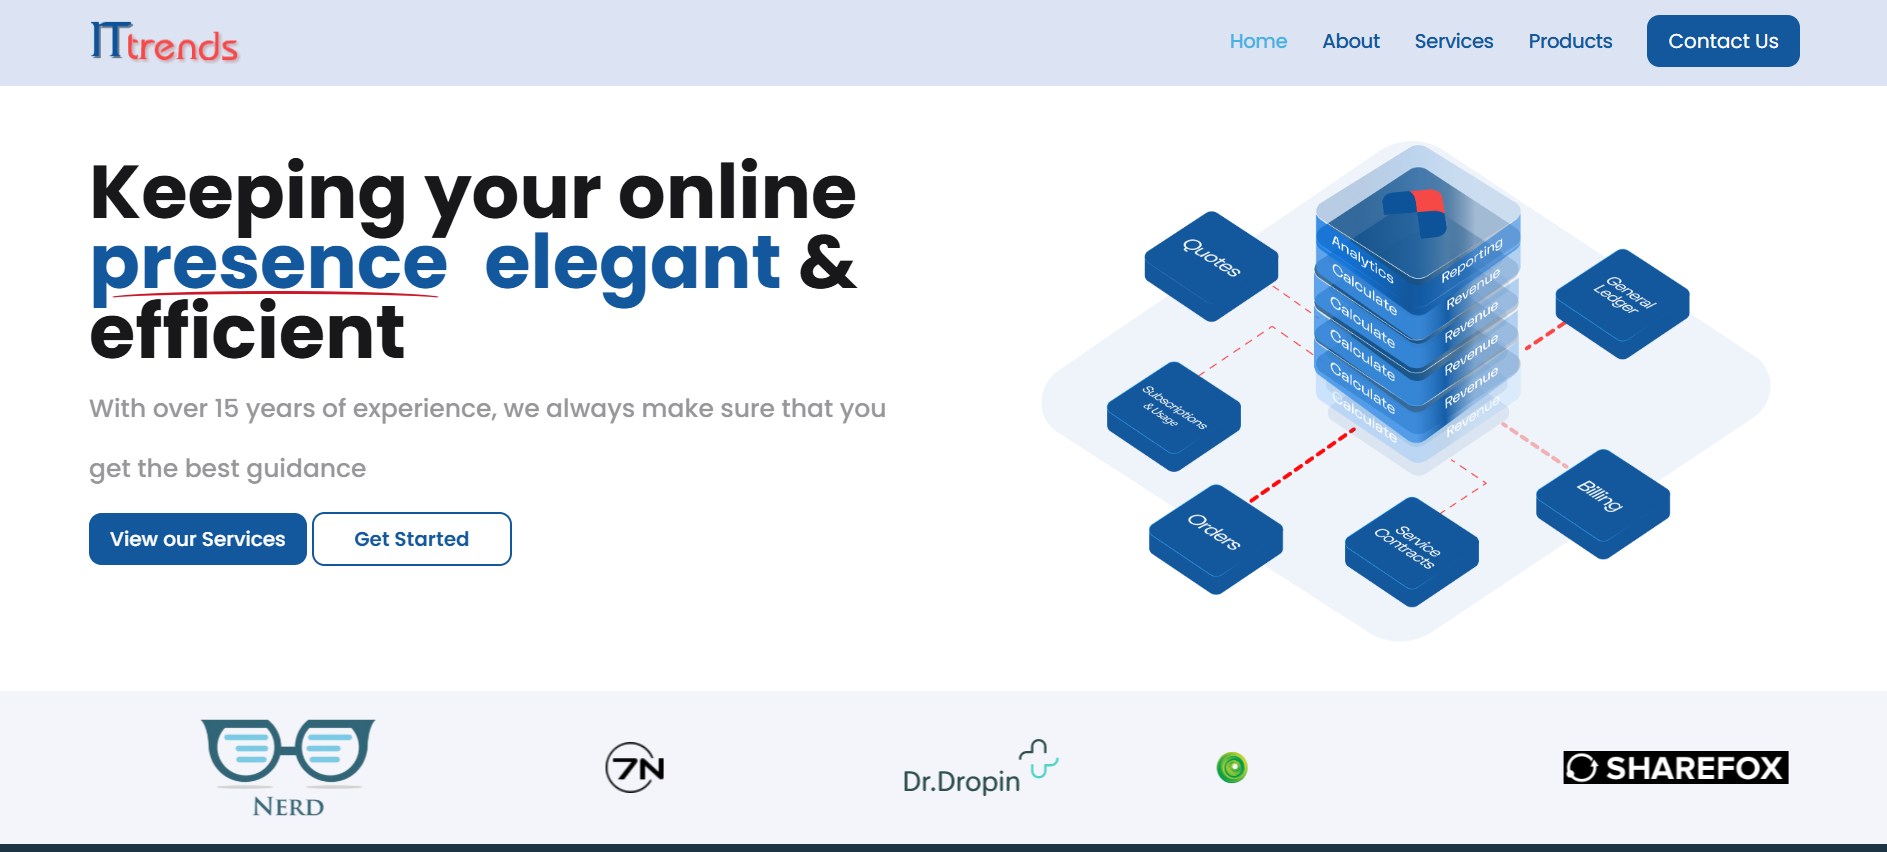 ITtrends
Home
About
Services
Products
Contact Us
Keeping your online
presence elegant &
efficient
With over 15 years of experience, we always make sure that you
get the best guidance
View our Services
Get Started
Analytics
Reporting
Calculate
Revenue
Calculate
Revenue
Calculate
Revenue
Calculate
Revenue
Calculate
Revenue
Quotes
General
Ledger
Subscriptions
& Usage
Orders
Service
Contracts
Billing
NERD
7N
Dr.Dropin
SHAREFOX